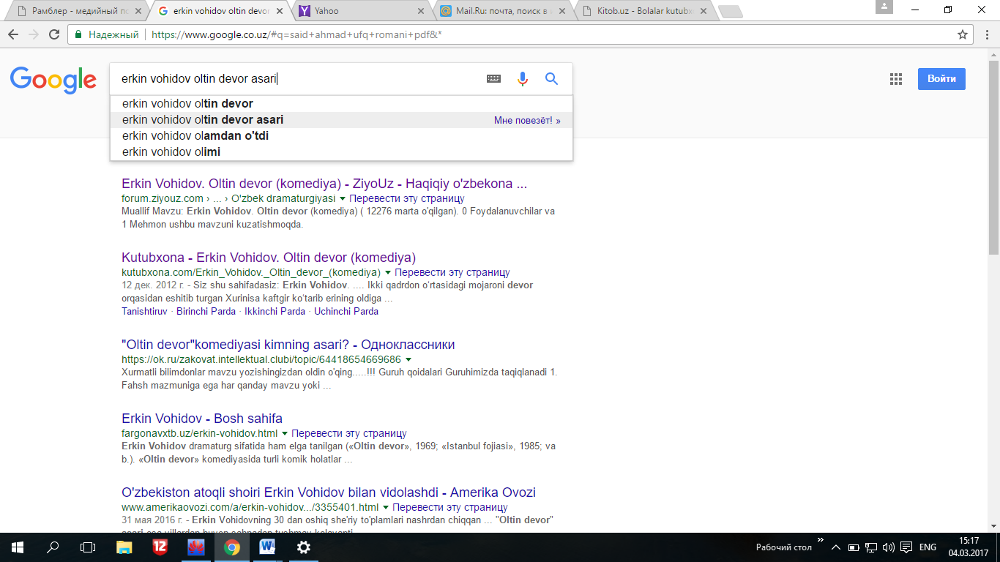 Рамблер - медийный по
erkin vohidov oltin devor
Yahoo
Mail.Ru: почта, поиск в и
Kitob.uz - Bolalar kutubx
Надежный https://www.google.co.uz/#q=said+ahmad+ufq+romani+pdf&*
Google
erkin vohidov oltin devor asari
Войти
erkin vohidov oltin devor
erkin vohidov oltin devor asari Мне повезёт! »
erkin vohidov olamdan o'tdi
erkin vohidov olimi
Erkin Vohidov. Oltin devor (komediya) - ZiyoUz - Haqiqiy o'zbekona ...
forum.ziyouz.com › ... › O'zbek dramaturgiyasi Перевести эту страницу
Muallif Mavzu: Erkin Vohidov. Oltin devor (komediya) ( 12276 marta o'qilgan). 0 Foydalanuvchilar va
1 Mehmon ushbu mavzuni kuzatishmoqda.
Kutubxona - Erkin Vohidov. Oltin devor (komediya)
kutubxona.com/Erkin_Vohidov._Oltin_devor_(komediya) Перевести эту страницу
12 дек. 2012 г. - Siz shu sahifadasiz: Erkin Vohidov. .... Ikki qadrdon o‘rtasidagi mojaroni devor
orqasidan eshitib turgan Xurinisa kaftgir ko‘tarib erining oldiga ...
Tanishtiruv · Birinchi Parda · Ikkinchi Parda · Uchinchi Parda
"Oltin devor"komediyasi kimning asari? - Одноклассники
https://ok.ru/zakovat.intellektual.clubi/topic/64418654669686
Xurmatli bilimdonlar mavzu yozishingizdan oldin o'qing.....!!! Guruh qoidalari Guruhimizda taqiqlanadi 1.
Fahsh mazmuniga ega har qanday mavzu yoki ...
Erkin Vohidov - Bosh sahifa
fargonavxtb.uz/erkin-vohidov.html Перевести эту страницу
Erkin Vohidov dramaturg sifatida ham elga tanilgan («Oltin devor», 1969; «Istanbul fojiasi», 1985; va
b.). «Oltin devor» komediyasida turli komik holatlar ...
O'zbekiston atoqli shoiri Erkin Vohidov bilan vidolashdi - Amerika Ovozi
www.amerikaovozi.com/a/erkin-vohidov.../3355401.html Перевести эту страницу
31 мая 2016 г. - Erkin Vohidovning 30 dan oshiq she'riy to'plamlari nashrdan chiqqan ... "Oltin devor"
12
Рабочий стол » ENG 15:17
04.03.2017